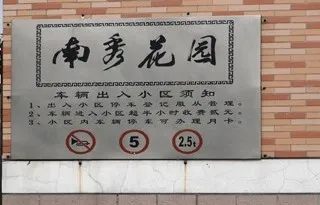 南秀花园
车辆出入小区须知
1、出入小区停车登记服从管理。
2、车辆进入小区超半小时收费贰元。
3、小区内车辆停车可办理月卡。
5
2.5t